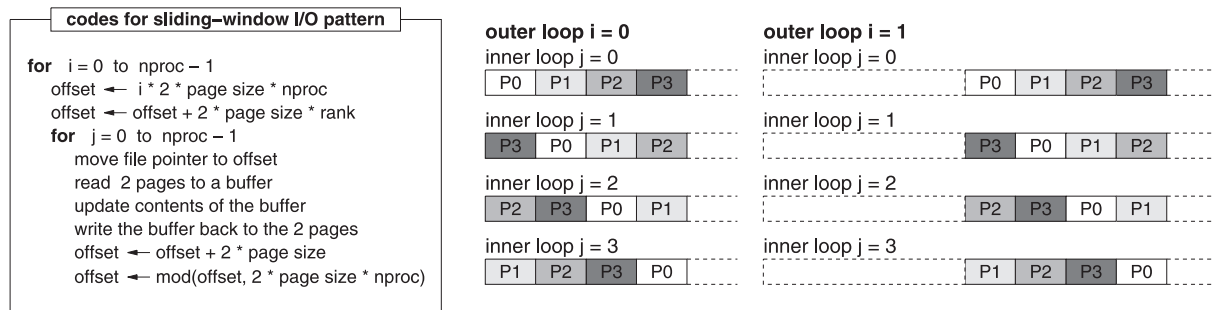 codes for sliding–window I/O pattern
for i = 0 to nproc – 1
offset ← i * 2 * page size * nproc
offset ← offset + 2 * page size * rank
for j = 0 to nproc – 1
move file pointer to offset
read 2 pages to a buffer
update contents of the window
write the buffer back to the 2 pages
offset ← offset + 2 * page size
offset ← mod(offset, 2 * page size * nproc)
outer loop i = 0
inner loop j = 0
P0 P1 P2 P3
inner loop j = 1
P3 P0 P1 P2
inner loop j = 2
P2 P3 P0 P1
inner loop j = 3
P1 P2 P3 P0
outer loop i = 1
inner loop j = 0
P0 P1 P2 P3
inner loop j = 1
P3 P0 P1 P2
inner loop j = 2
P2 P3 P0 P1
inner loop j = 3
P1 P2 P3 P0